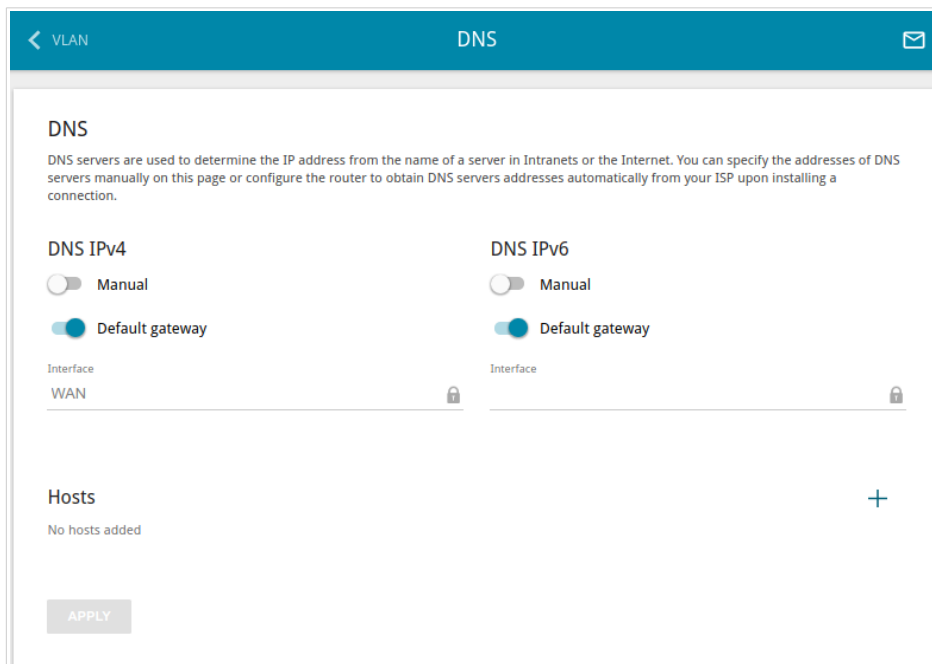 VLAN
DNS
DNS
DNS servers are used to determine the IP address from the name of a server in Intranets or the Internet. You can specify the addresses of DNS
servers manually on this page or configure the router to obtain DNS servers addresses automatically from your ISP upon installing a
connection.
DNS IPv4
Manual
Default gateway
Interface
WAN
DNS IPv6
Manual
Default gateway
Interface
Hosts
No hosts added
APPLY